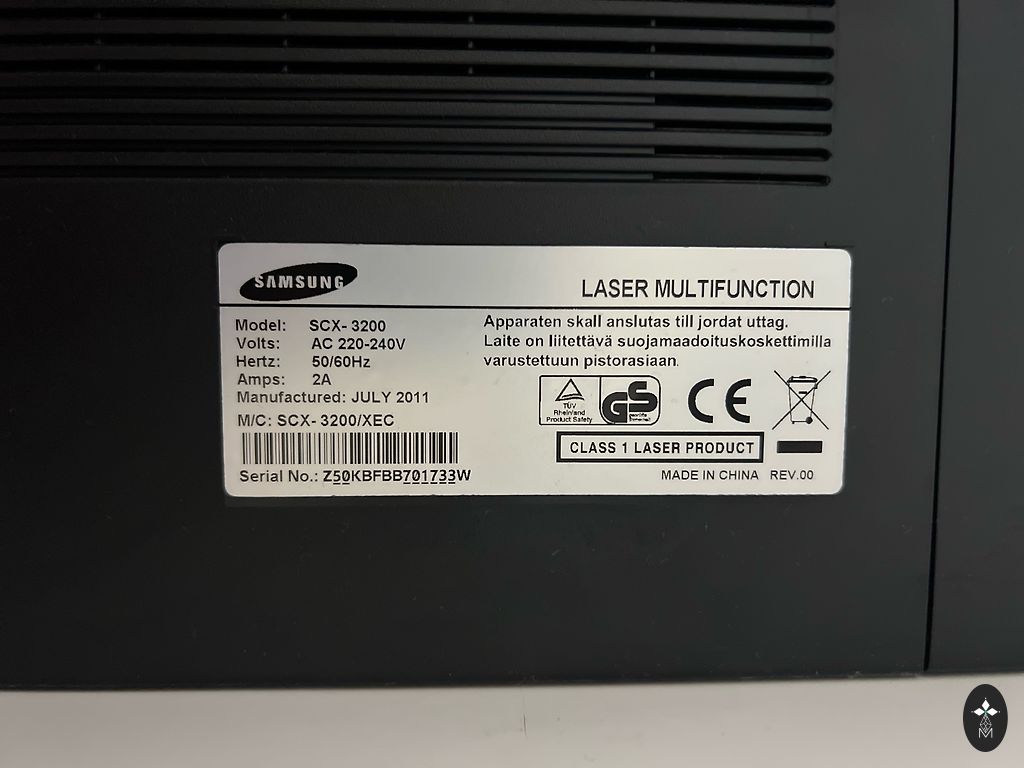 SAMSUNG
LASER MULTIFUNCTION
Model: SCX- 3200
Volts: AC 220-240V
Hertz: 50/60Hz
Amps: 2A
Manufactured: JULY 2011
M/C: SCX- 3200/XEC
Serial No.: Z50KBFBB701733W
Apparaten skall anslutas till jordat uttag.
Laite on liitettävä suojamaadoituskoskettimilla
varustettuun pistorasiaan.
TÜV
Rheinland
Product Safety
GS
geprüfte
Sicherheit
CE
CLASS 1 LASER PRODUCT
MADE IN CHINA REV.00
M